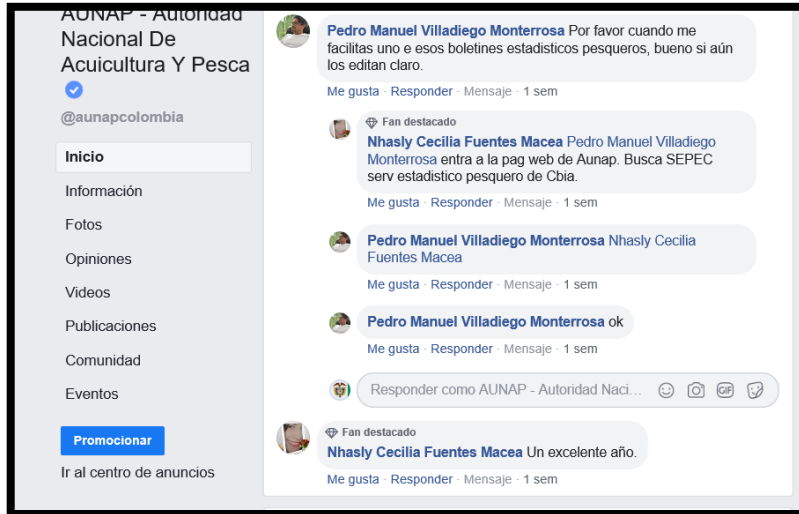 AUNAP - Autoridad
Nacional De
Acuicultura Y Pesca
@aunapcolombia
Inicio
Información
Fotos
Opiniones
Videos
Publicaciones
Comunidad
Eventos
Promocionar
Ir al centro de anuncios
Pedro Manuel Villadiego Monterrosa Por favor cuando me
facilitas uno e esos boletines estadisticos pesqueros, bueno si aún
los editan claro.
Me gusta · Responder · Mensaje · 1 sem
Fan destacado
Nhasly Cecilia Fuentes Macea Pedro Manuel Villadiego
Monterrosa entra a la pag web de Aunap. Busca SEPEC
serv estadistico pesquero de Cbia.
Me gusta · Responder · Mensaje · 1 sem
Pedro Manuel Villadiego Monterrosa Nhasly Cecilia
Fuentes Macea
Me gusta · Responder · Mensaje · 1 sem
Pedro Manuel Villadiego Monterrosa ok
Me gusta · Responder · Mensaje · 1 sem
Responder como AUNAP - Autoridad Naci... GIF
Fan destacado
Nhasly Cecilia Fuentes Macea Un excelente año.
Me gusta · Responder · Mensaje · 1 sem